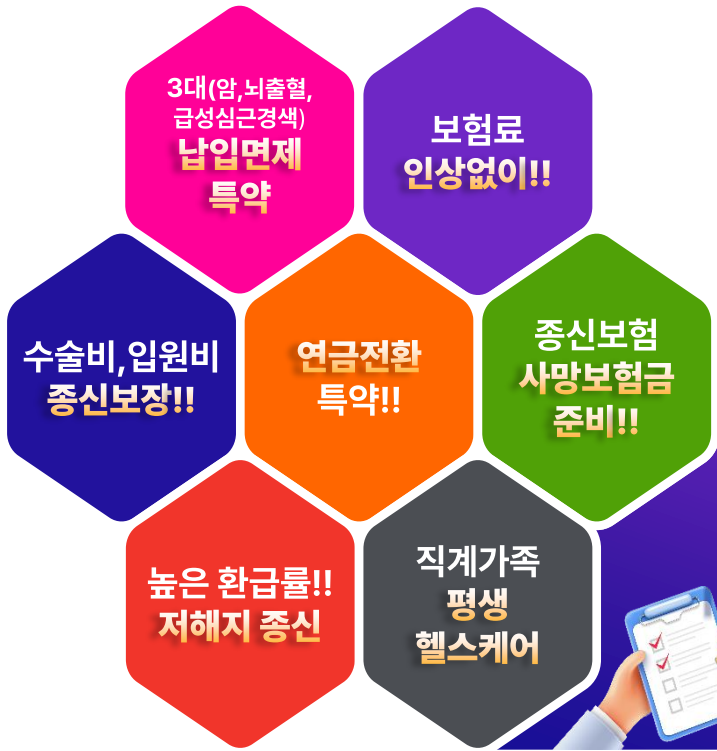 3대(암,뇌출혈,
급성심근경색)
납입면제
특약
보험료
인상없이!!
수술비,입원비
종신보장!!
연금전환
특약!!
종신보험
사망보험금
준비!!
높은 환급률!!
저해지 종신
직계가족
평생
헬스케어